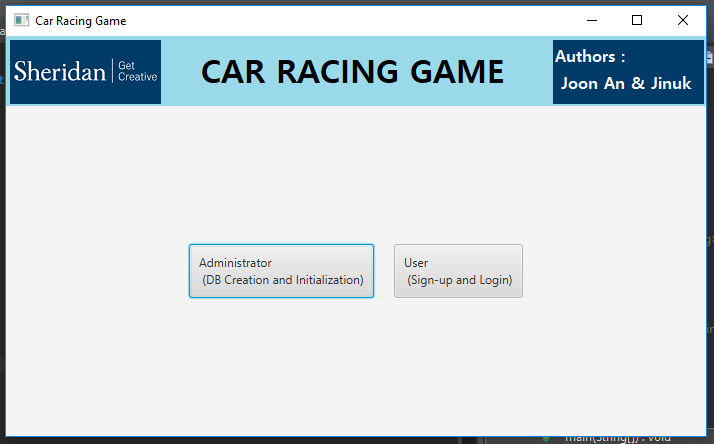 Car Racing Game
Sheridan | Get Creative
CAR RACING GAME
Authors :
Joon An & Jinuk
Administrator
(DB Creation and Initialization)
User
(Sign-up and Login)
main(String[]) : void